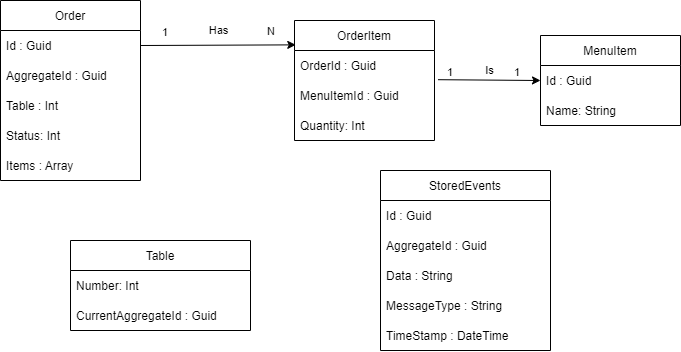 Order
Id : Guid
AggregateId : Guid
Table : Int
Status: Int
Items : Array
1
Has
N
OrderItem
OrderId : Guid
MenuItemId : Guid
Quantity: Int
1
Is
1
MenuItem
Id : Guid
Name: String
Table
Number: Int
CurrentAggregateId : Guid
StoredEvents
Id : Guid
AggregateId : Guid
Data : String
MessageType : String
TimeStamp : DateTime